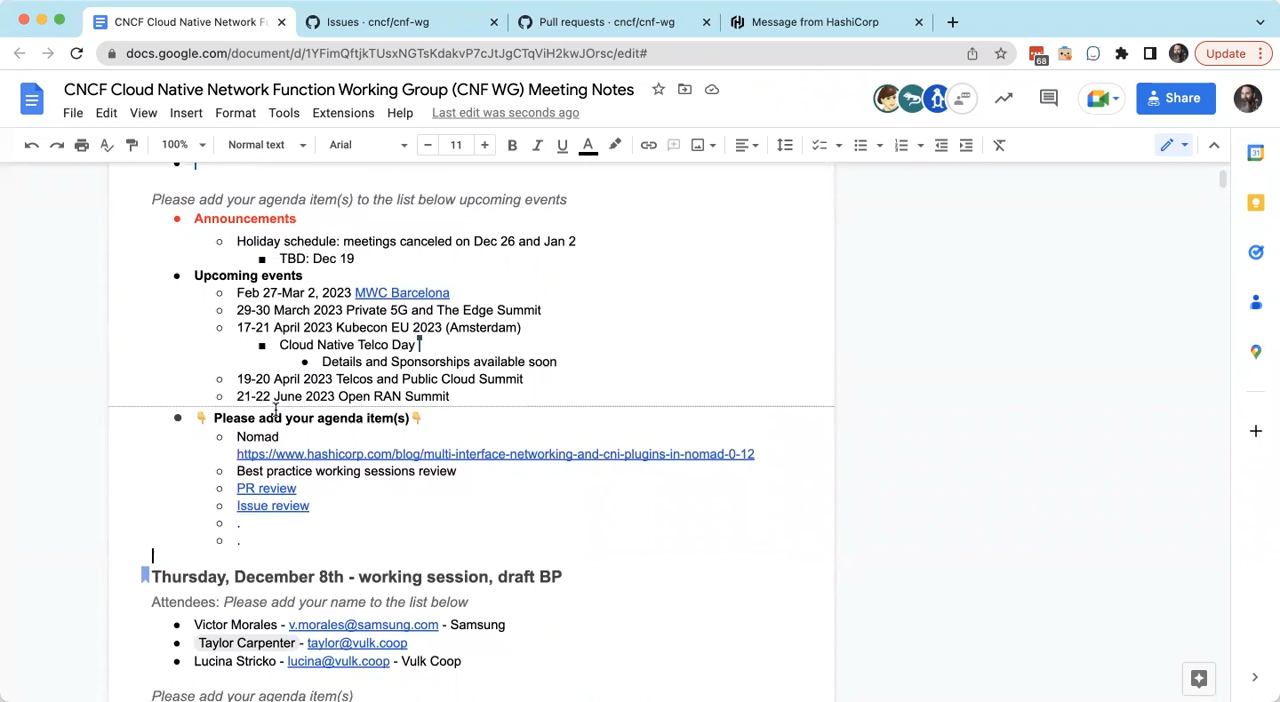 CNCF Cloud Native Network Fu
Issues · cncf/cnf-wg
Pull requests · cncf/cnf-wg
Message from HashiCorp
docs.google.com/document/d/1YFimQftjkTUsxNGTsKdakvP7cJtJgCTqViH2kwJOrsc/edit#
68
Update
CNCF Cloud Native Network Function Working Group (CNF WG) Meeting Notes
File Edit View Insert Format Tools Extensions Help Last edit was seconds ago
Share
100% Normal text Arial 11
Please add your agenda item(s) to the list below upcoming events
Announcements
Holiday schedule: meetings canceled on Dec 26 and Jan 2
TBD: Dec 19
Upcoming events
Feb 27-Mar 2, 2023 MWC Barcelona
29-30 March 2023 Private 5G and The Edge Summit
17-21 April 2023 Kubecon EU 2023 (Amsterdam)
Cloud Native Telco Day
Details and Sponsorships available soon
19-20 April 2023 Telcos and Public Cloud Summit
21-22 June 2023 Open RAN Summit
👇 Please add your agenda item(s)👇
Nomad
https://www.hashicorp.com/blog/multi-interface-networking-and-cni-plugins-in-nomad-0-12
Best practice working sessions review
PR review
Issue review
.
.
Thursday, December 8th - working session, draft BP
Attendees: Please add your name to the list below
Victor Morales - v.morales@samsung.com - Samsung
Taylor Carpenter - taylor@vulk.coop
Lucina Stricko - lucina@vulk.coop - Vulk Coop
Please add your agenda item(s)
31